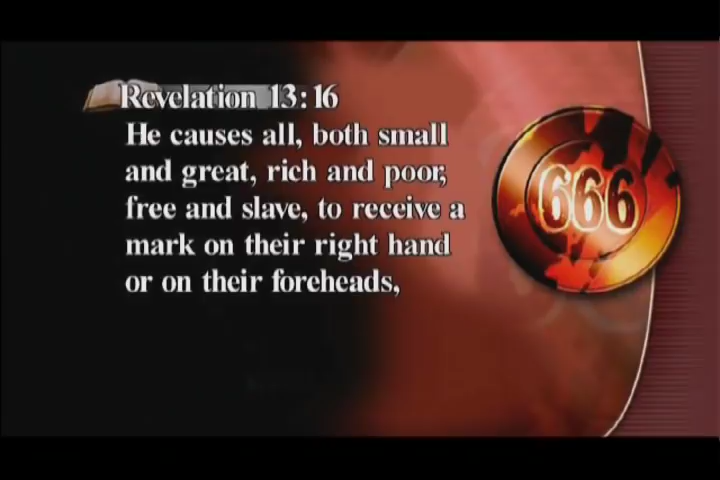 Revelation 13:16
He causes all, both small
and great, rich and poor,
free and slave, to receive a
mark on their right hand
or on their foreheads,
666